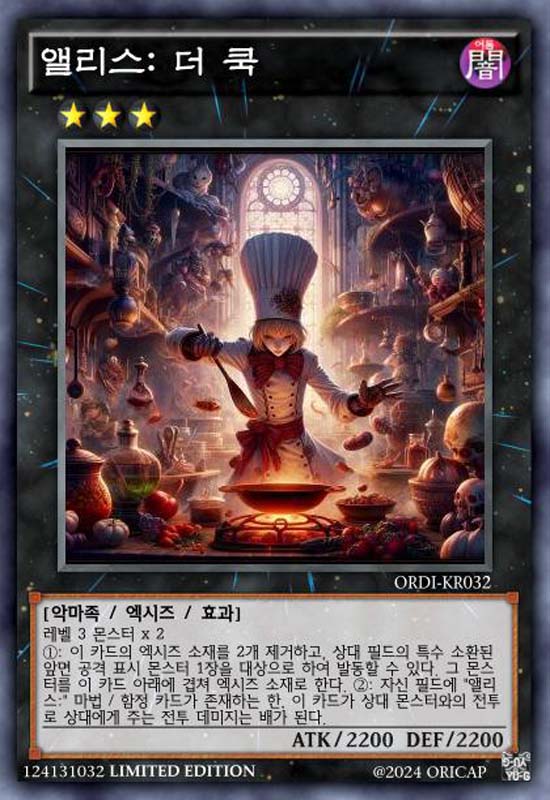 앨리스: 더 쿡
어둠
闇
ORDI-KR032
[악마족 / 엑시즈 / 효과]
레벨 3 몬스터 x 2
①: 이 카드의 엑시즈 소재를 2개 제거하고, 상대 필드의 특수 소환된
앞면 공격 표시 몬스터 1장을 대상으로 하여 발동할 수 있다. 그 몬스
터를 이 카드 아래에 겹쳐 엑시즈 소재로 한다. ②: 자신 필드에 "앨리
스:" 마법 / 함정 카드가 존재하는 한, 이 카드가 상대 몬스터와의 전투
로 상대에게 주는 전투 데미지는 배가 된다.
ATK/2200 DEF/2200
124131032 LIMITED EDITION
@2024 ORICAP